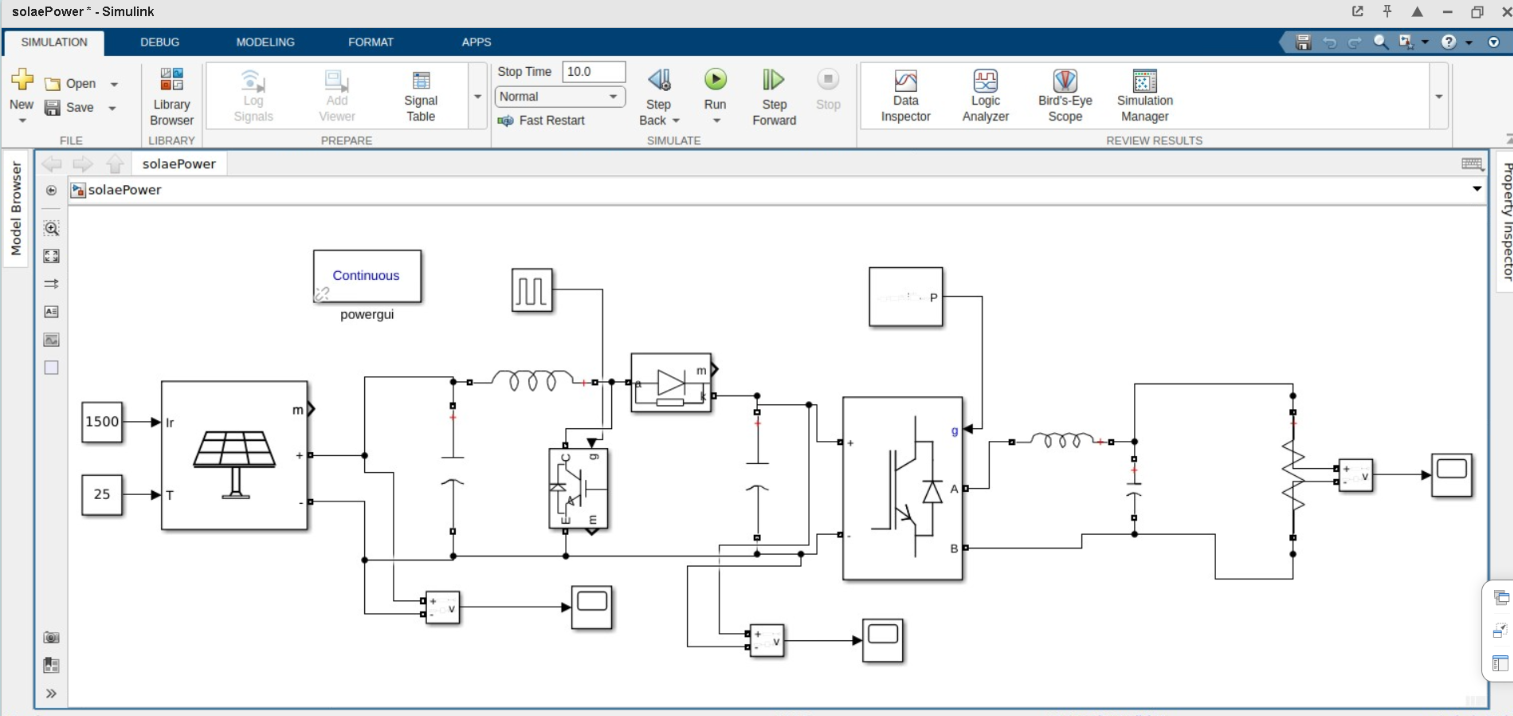 solaePower * - Simulink
SIMULATION DEBUG MODELING FORMAT APPS
New
Open
Save
FILE
Library Browser
LIBRARY
Log Signals
Add Viewer
Signal Table
PREPARE
Stop Time 10.0
Normal
Fast Restart
Step Back
Run
Step Forward
Stop
SIMULATE
Data Inspector
Logic Analyzer
Bird's-Eye Scope
Simulation Manager
REVIEW RESULTS
Model Browser
Property Inspector
solaePower
solaePower
Continuous
powergui
1500
Ir
m
+
25
T
-
a
m
k
C
g
E
m
P
+
g
A
-
B
+
-
v
+
-
v
+
-
v